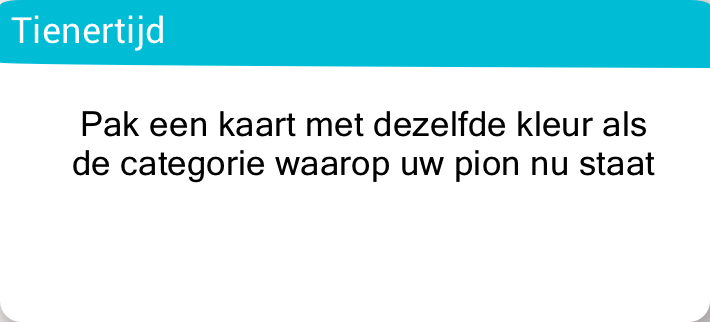 Tienertijd
Pak een kaart met dezelfde kleur als
de categorie waarop uw pion nu staat